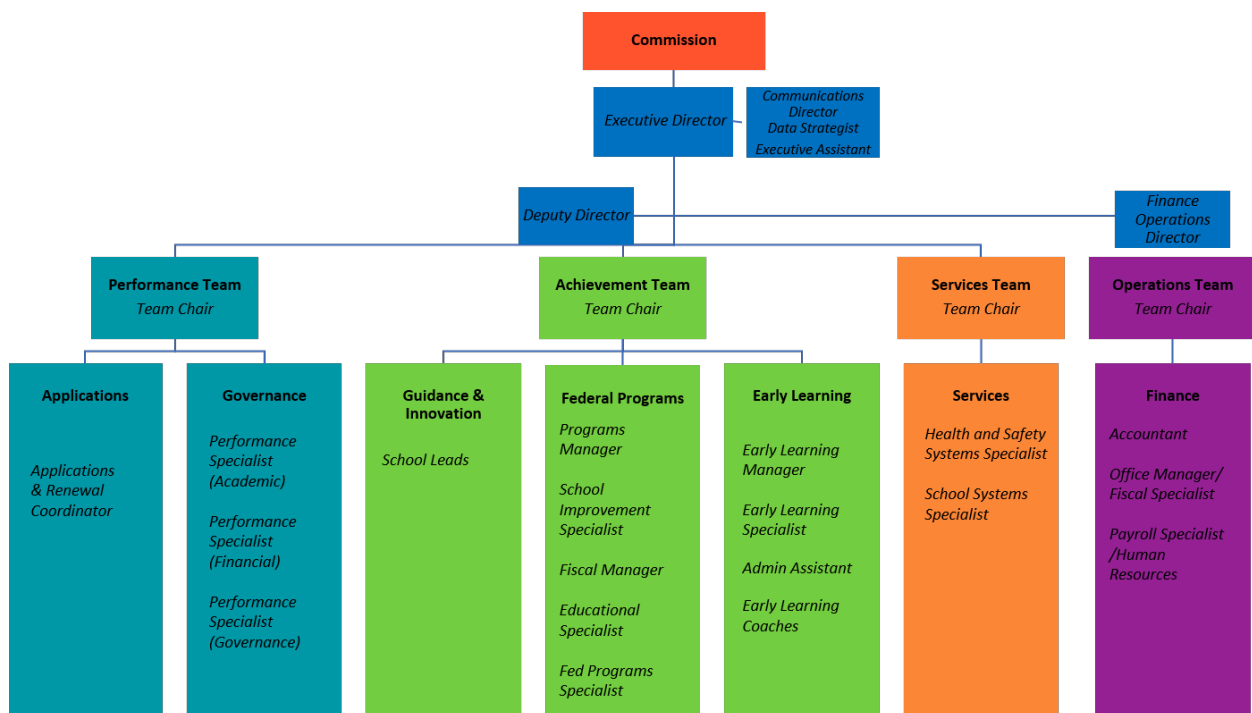 Commission
Executive Director
Communications
Director
Data Strategist
Executive Assistant
Deputy Director
Finance
Operations
Director
Performance Team
Team Chair
Achievement Team
Team Chair
Services Team
Team Chair
Operations Team
Team Chair
Applications
Applications
& Renewal
Coordinator
Governance
Performance
Specialist
(Academic)
Performance
Specialist
(Financial)
Performance
Specialist
(Governance)
Guidance &
Innovation
School Leads
Federal Programs
Programs
Manager
School
Improvement
Specialist
Fiscal Manager
Educational
Specialist
Fed Programs
Specialist
Early Learning
Early Learning
Manager
Early Learning
Specialist
Admin Assistant
Early Learning
Coaches
Services
Health and Safety
Systems Specialist
School Systems
Specialist
Finance
Accountant
Office Manager/
Fiscal Specialist
Payroll Specialist
/Human
Resources